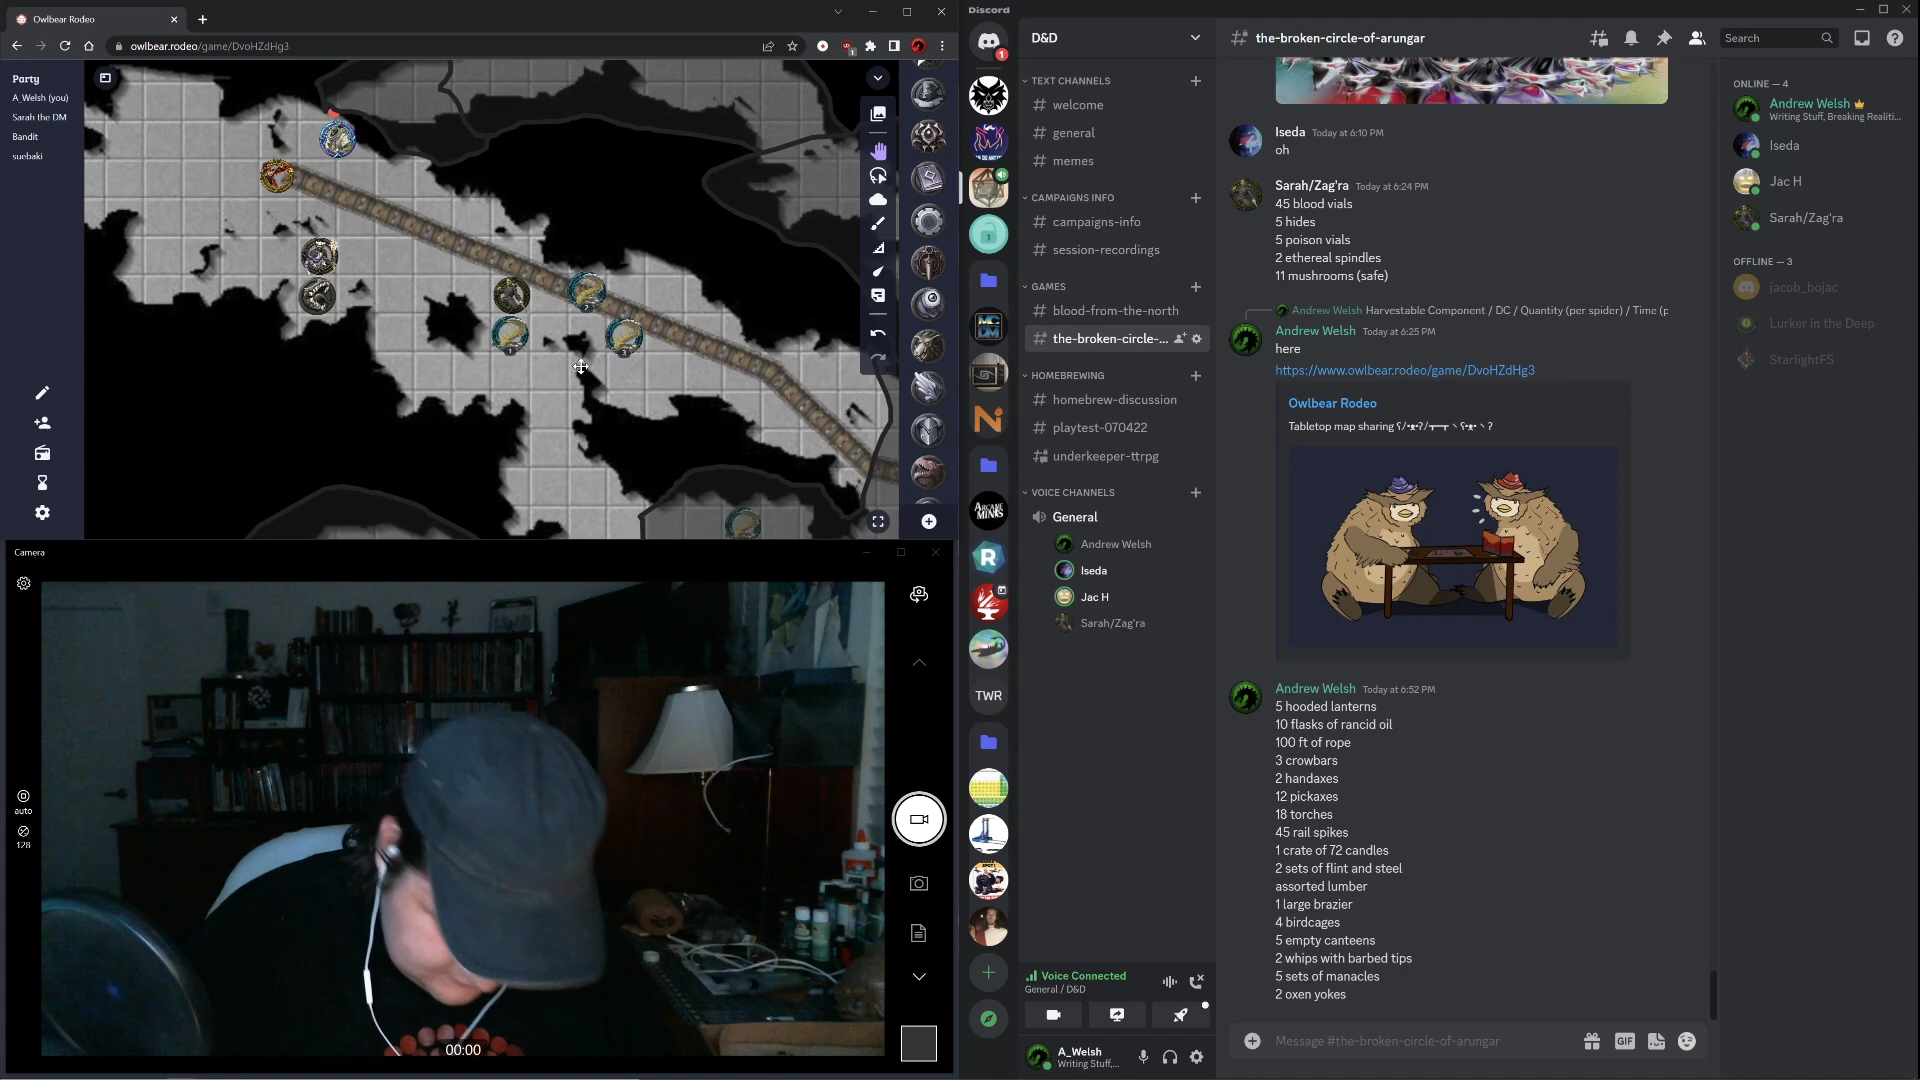 Owlbear Rodeo
owlbear.rodeo/game/DvoHZdHg3
Party
A_Welsh (you)
Sarah the DM
Bandit
suebaki
2
1
3
Camera
auto
128
00:00
Discord
1
TWR
D&D
TEXT CHANNELS
welcome
general
memes
CAMPAIGNS INFO
campaigns-info
session-recordings
GAMES
blood-from-the-north
the-broken-circle-...
HOMEBREWING
homebrew-discussion
playtest-070422
underkeeper-ttrpg
VOICE CHANNELS
General
Andrew Welsh
Iseda
Jac H
Sarah/Zag'ra
Voice Connected
General / D&D
A_Welsh
Writing Stuff,...
the-broken-circle-of-arungar
Search
Iseda Today at 6:10 PM
oh
Sarah/Zag'ra Today at 6:24 PM
45 blood vials
5 hides
5 poison vials
2 ethereal spindles
11 mushrooms (safe)
Andrew Welsh Harvestable Component / DC / Quantity (per spider) / Time (p
Andrew Welsh Today at 6:25 PM
here
https://www.owlbear.rodeo/game/DvoHZdHg3
Owlbear Rodeo
Tabletop map sharing ʕ/•ᴥ•ʔ/┬─┬ヽʕ•ᴥ•ヽʔ
Andrew Welsh Today at 6:52 PM
5 hooded lanterns
10 flasks of rancid oil
100 ft of rope
3 crowbars
2 handaxes
12 pickaxes
18 torches
45 rail spikes
1 crate of 72 candles
2 sets of flint and steel
assorted lumber
1 large brazier
4 birdcages
5 empty canteens
2 whips with barbed tips
5 sets of manacles
2 oxen yokes
Message #the-broken-circle-of-arungar
GIF
ONLINE — 4
Andrew Welsh
Writing Stuff, Breaking Realiti...
Iseda
Jac H
Sarah/Zag'ra
OFFLINE — 3
jacob_bojac
Lurker in the Deep
StarlightFS